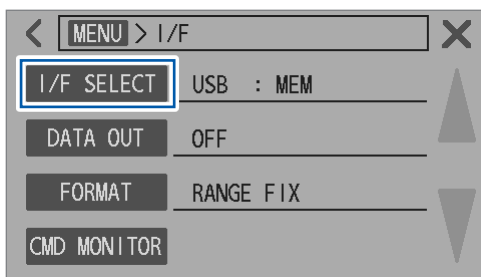 MENU > I/F
I/F SELECT USB : MEM
DATA OUT OFF
FORMAT RANGE FIX
CMD MONITOR